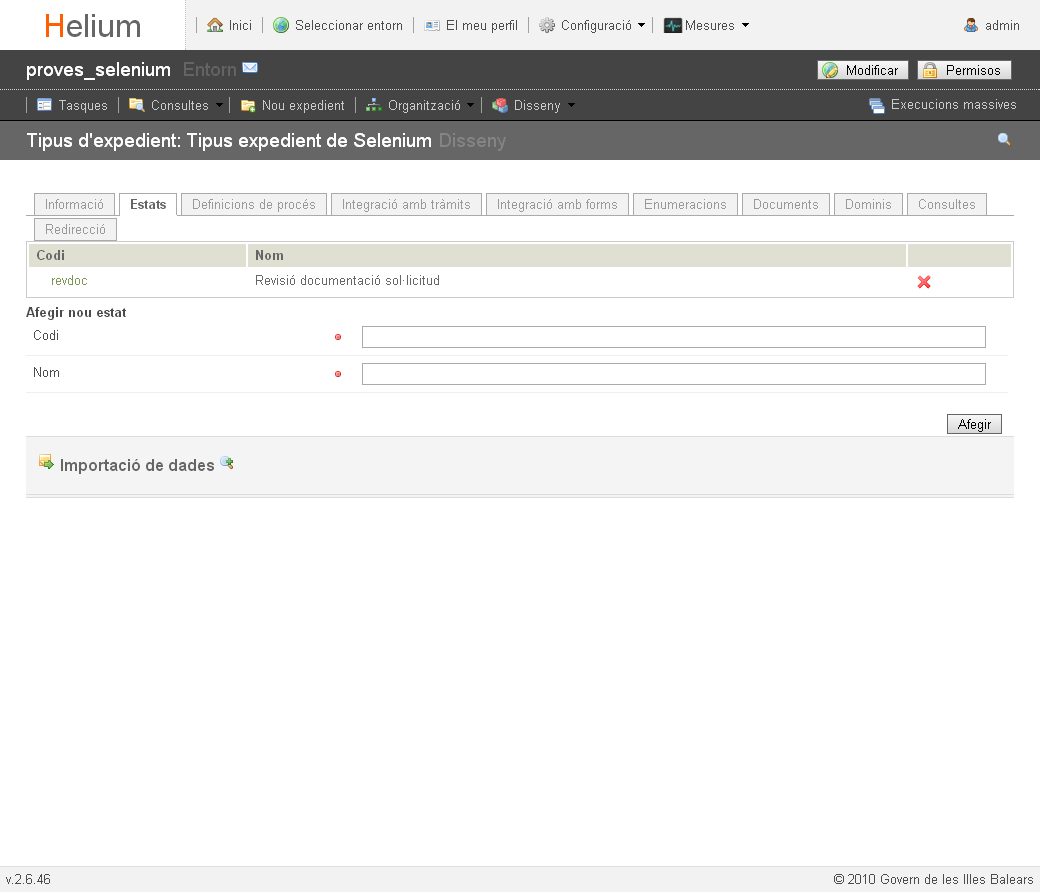 Helium Inici Seleccionar entorn El meu perfil Configuració Mesures admin
proves_selenium Entorn Modificar Permisos
Tasques Consultes Nou expedient Organització Disseny Execucions massives
Tipus d'expedient: Tipus expedient de Selenium Disseny
Informació Estats Definicions de procés Integració amb tràmits Integració amb forms Enumeracions Documents Dominis Consultes
Redirecció
Codi Nom
revdoc Revisió documentació sol·licitud
Afegir nou estat
Codi
Nom
Afegir
Importació de dades
v.2.6.46 © 2010 Govern de les Illes Balears